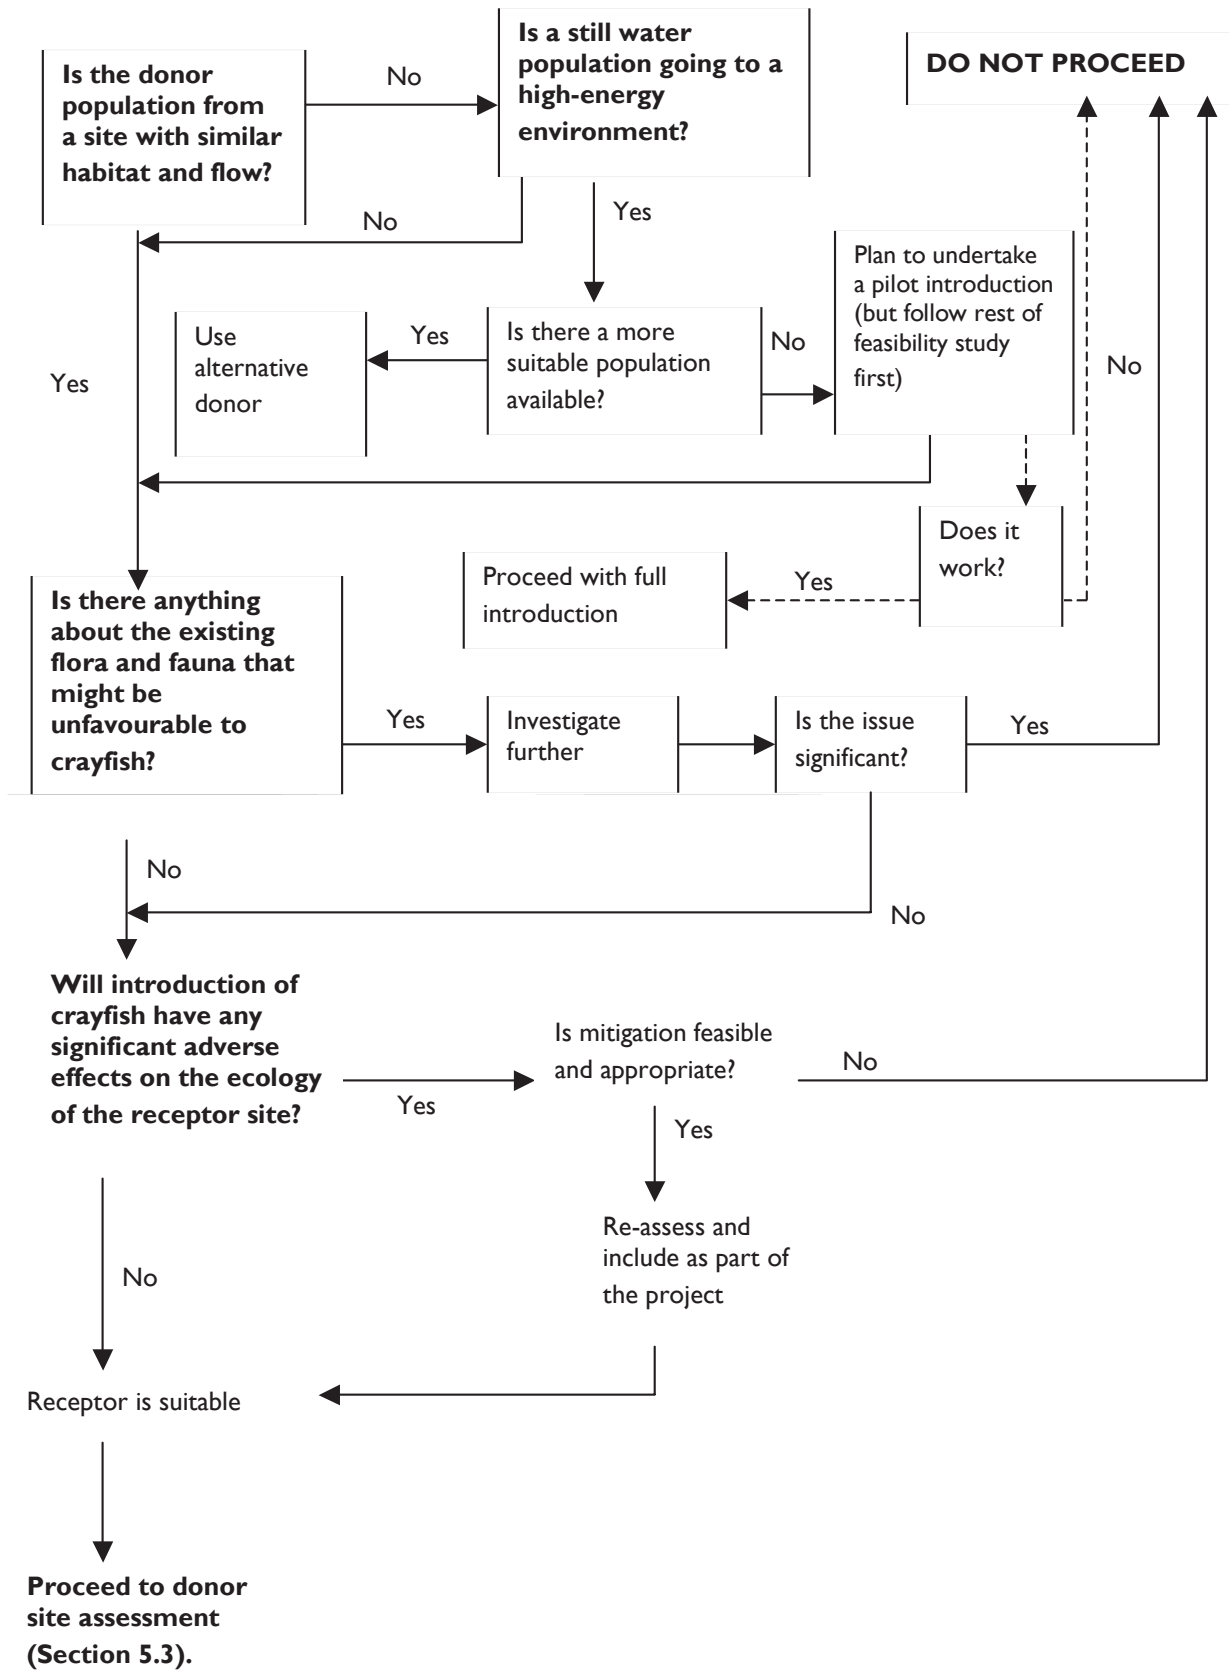 Is the donor
population from
a site with similar
habitat and flow?
No
Is a still water
population going to a
high-energy
environment?
DO NOT PROCEED
No
Yes
Yes
Use
alternative
donor
Yes
Is there a more
suitable population
available?
No
Plan to undertake
a pilot introduction
(but follow rest of
feasibility study
first)
No
Does it
work?
Yes
Proceed with full
introduction
Is there anything
about the existing
flora and fauna that
might be
unfavourable to
crayfish?
Yes
Investigate
further
Is the issue
significant?
Yes
No
No
Will introduction of
crayfish have any
significant adverse
effects on the ecology
of the receptor site?
Yes
Is mitigation feasible
and appropriate?
No
Yes
Re-assess and
include as part of
the project
No
Receptor is suitable
Proceed to donor
site assessment
(Section 5.3).